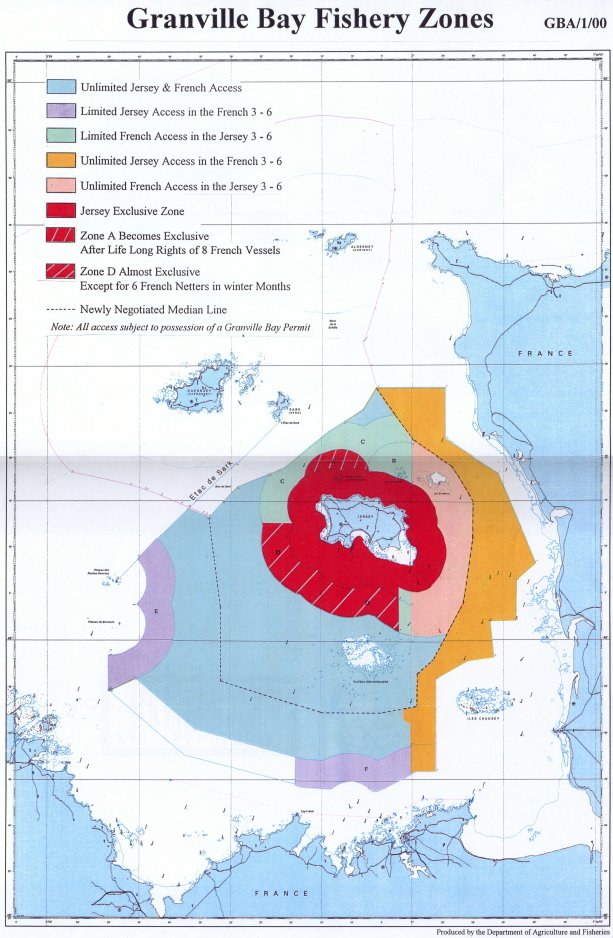 Granville Bay Fishery Zones
GBA/1/00
Unlimited Jersey & French Access
Limited Jersey Access in the French 3 - 6
Limited French Access in the Jersey 3 - 6
Unlimited Jersey Access in the French 3 - 6
Unlimited French Access in the Jersey 3 - 6
Jersey Exclusive Zone
Zone A Becomes Exclusive
After Life Long Rights of 8 French Vessels
Zone D Almost Exclusive
Except for 6 French Netters in winter Months
Newly Negotiated Median Line
Note: All access subject to possession of a Granville Bay Permit
ALDERNEY
FRANCE
GUERNSEY
SARK
Etac de Sark
C
B
C
JERSEY
D
E
PLATEAU DES MINQUIERS
ILES CHAUSEY
F
FRANCE
Produced by the Department of Agriculture and Fisheries